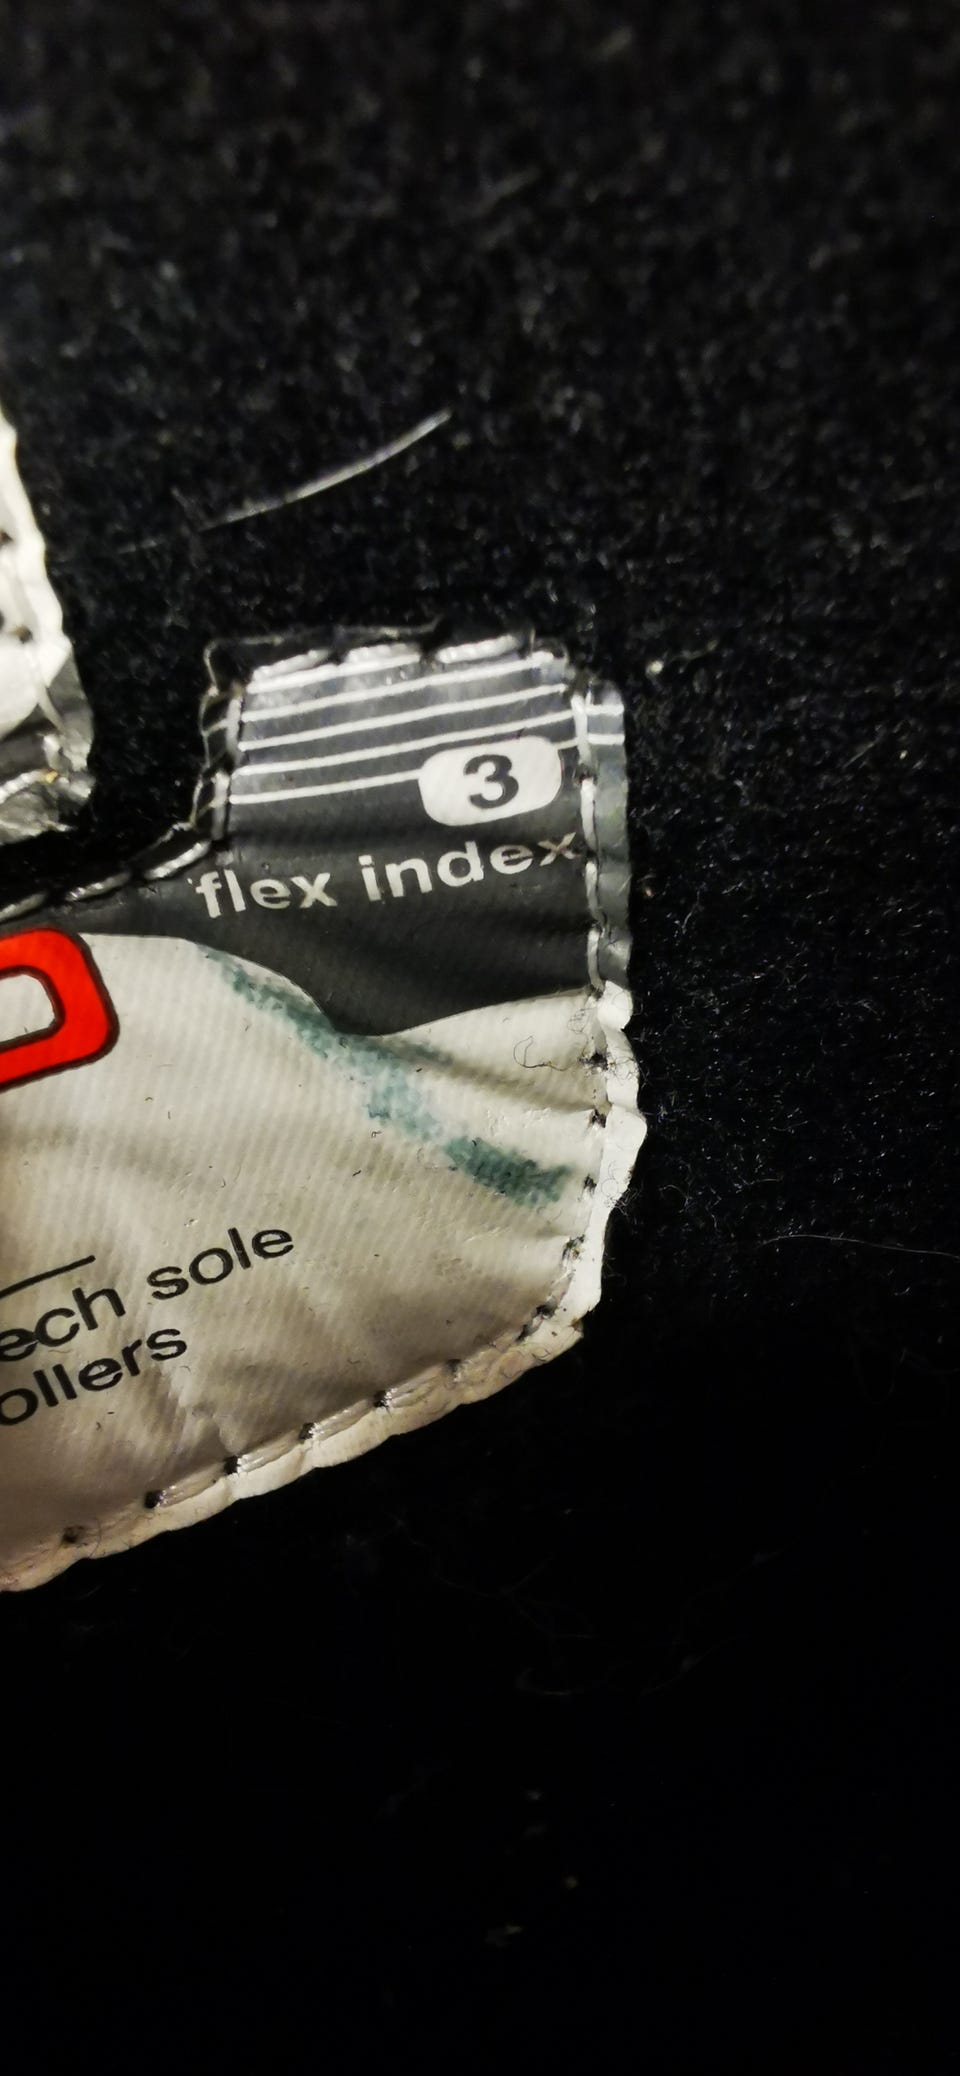 3
flex index
ech sole
ollers